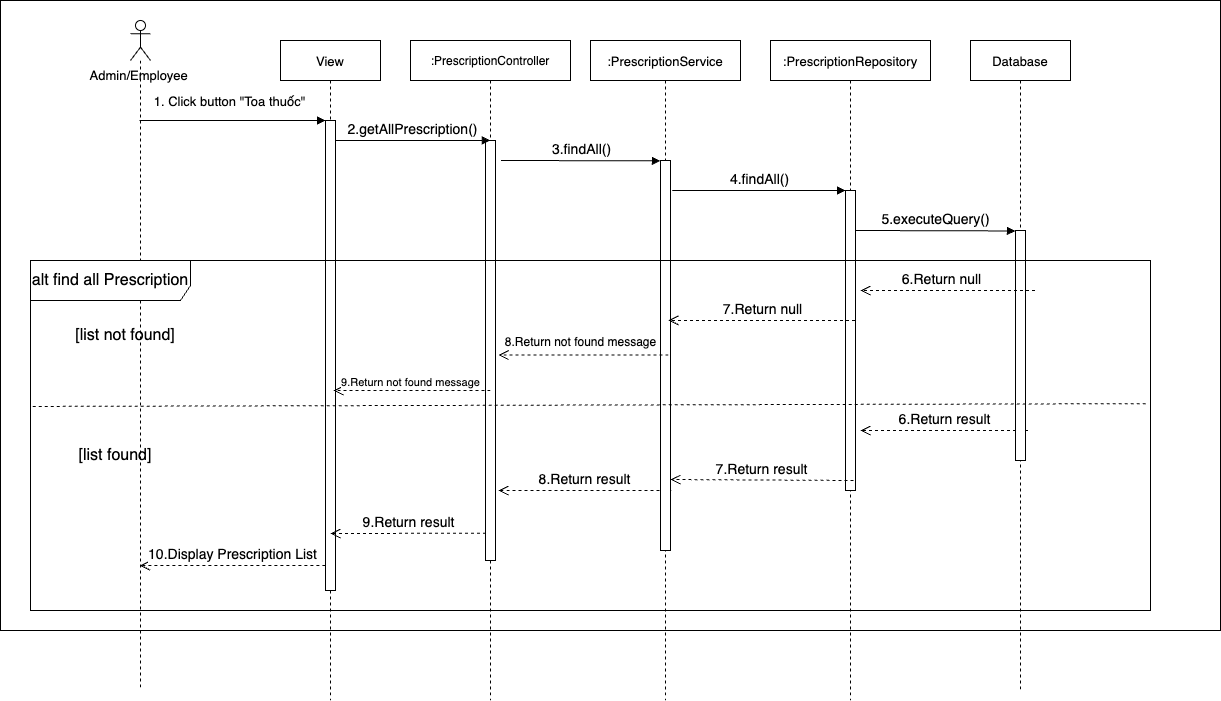 Admin/Employee
View
:PrescriptionController
:PrescriptionService
:PrescriptionRepository
Database
1. Click button "Toa thuốc"
2.getAllPrescription()
3.findAll()
4.findAll()
5.executeQuery()
alt find all Prescription
6.Return null
7.Return null
[list not found]
8.Return not found message
9.Return not found message
6.Return result
[list found]
7.Return result
8.Return result
9.Return result
10.Display Prescription List